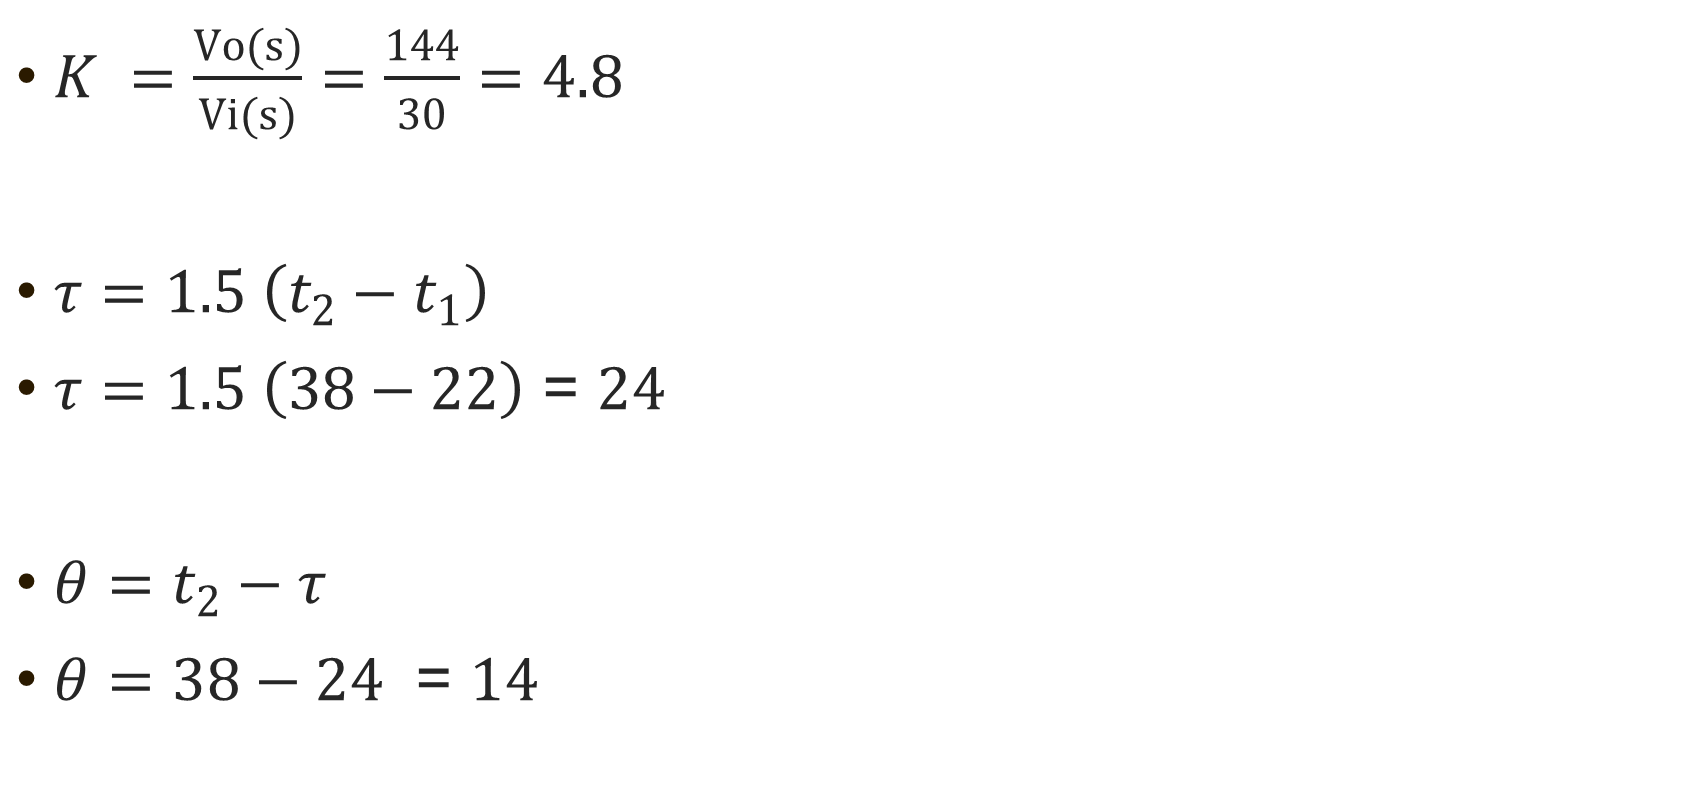 • K = Vo(s)/Vi(s) = 144/30 = 4.8
• τ = 1.5 (t₂ − t₁)
• τ = 1.5 (38 − 22) = 24
• θ = t₂ − τ
• θ = 38 − 24 = 14